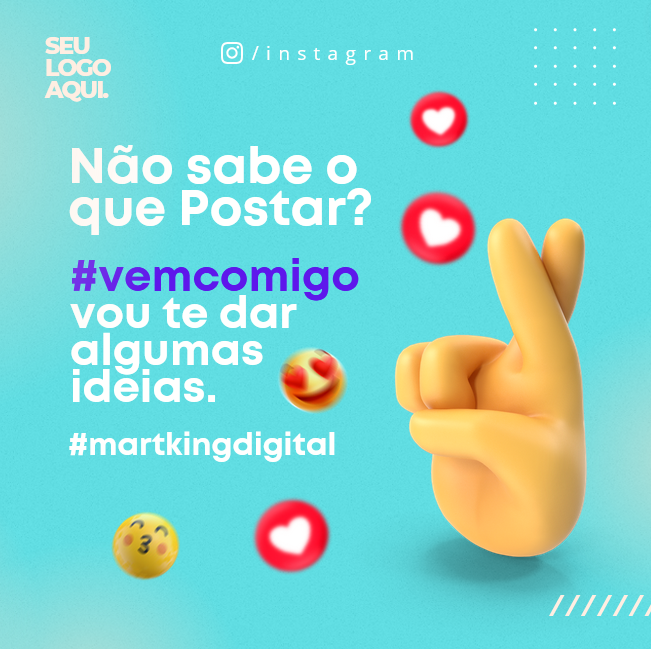 SEU
LOGO
AQUI.
/instagram
Não sabe o
que Postar?
#vemcomigo
vou te dar
algumas
ideias.
#martkingdigital